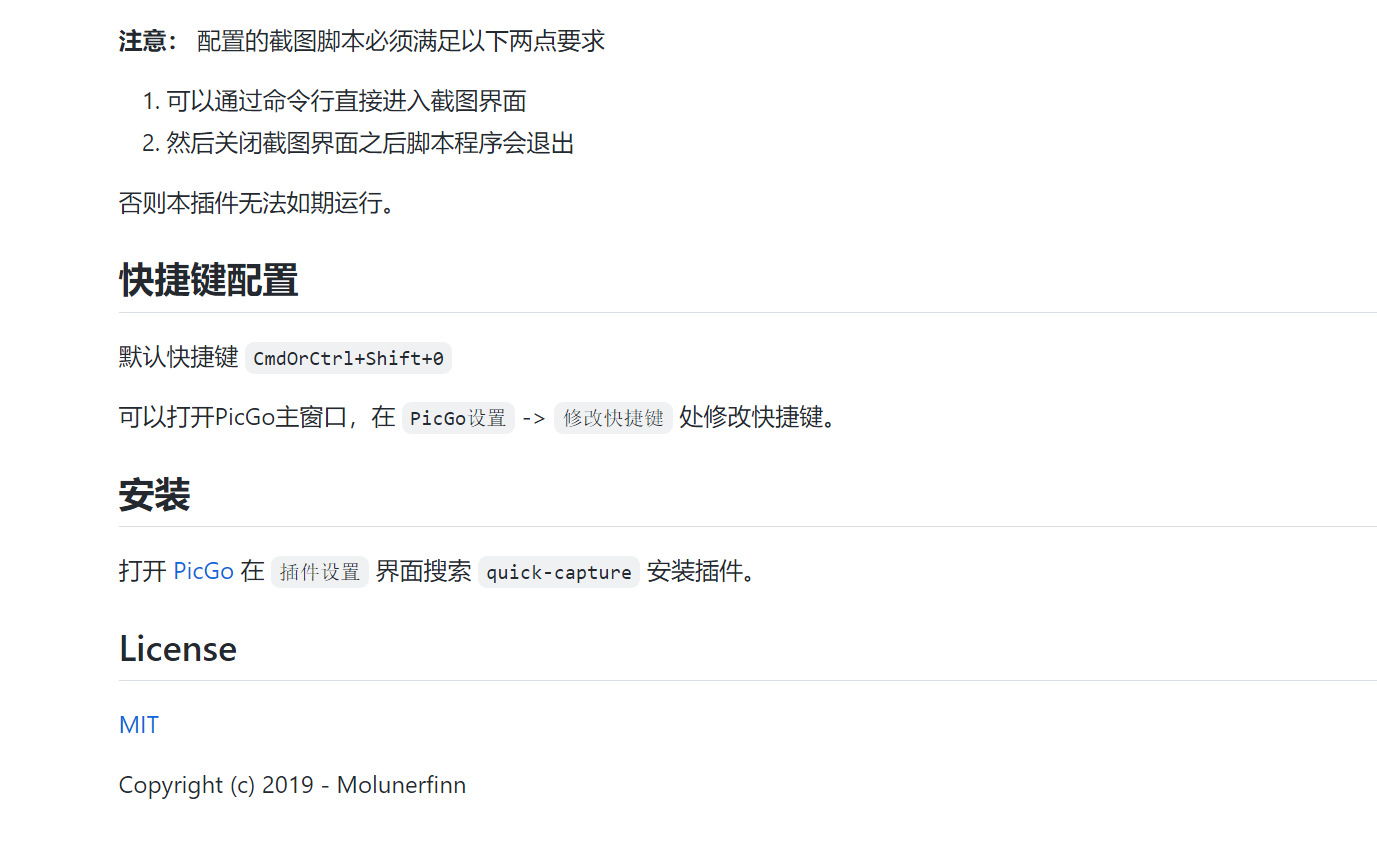 注意： 配置的截图脚本必须满足以下两点要求
1. 可以通过命令行直接进入截图界面
2. 然后关闭截图界面之后脚本程序会退出
否则本插件无法如期运行。
快捷键配置
默认快捷键 CmdOrCtrl+Shift+0
可以打开PicGo主窗口，在 PicGo设置 -> 修改快捷键 处修改快捷键。
安装
打开 PicGo 在 插件设置 界面搜索 quick-capture 安装插件。
License
MIT
Copyright (c) 2019 - Molunerfinn